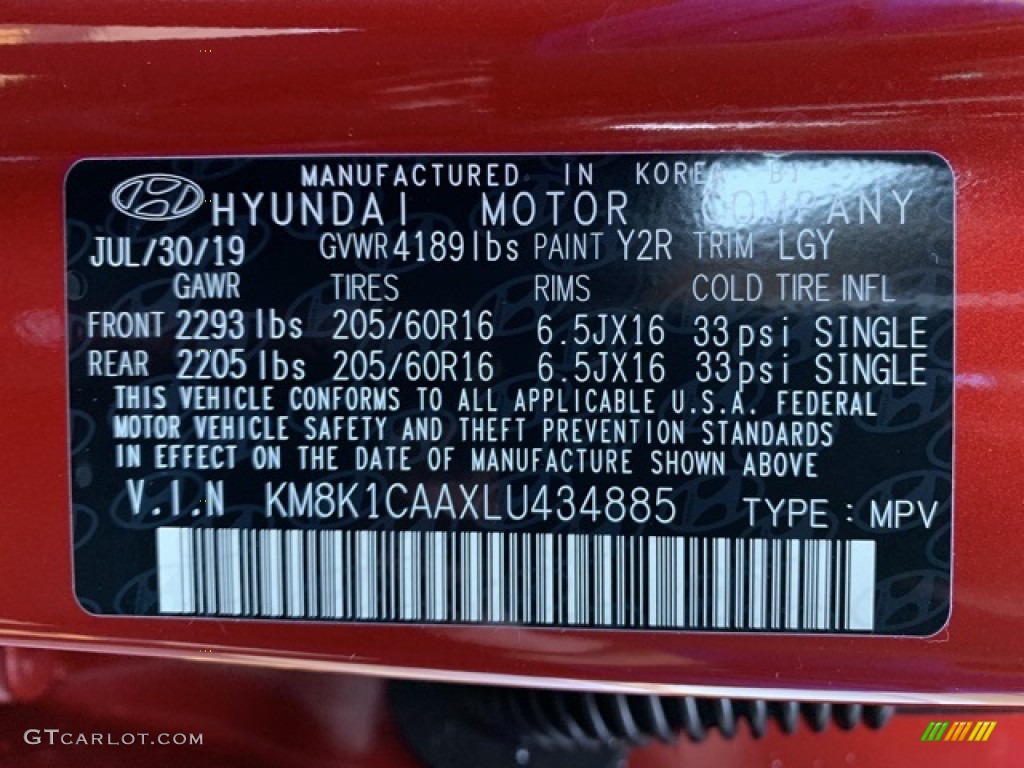 MANUFACTURED IN KOREA BY
HYUNDAI MOTOR COMPANY
JUL/30/19 GVWR 4189 lbs PAINT Y2R TRIM LGY
GAWR TIRES RIMS COLD TIRE INFL
FRONT 2293 lbs 205/60R16 6.5JX16 33 psi SINGLE
REAR 2205 lbs 205/60R16 6.5JX16 33 psi SINGLE
THIS VEHICLE CONFORMS TO ALL APPLICABLE U.S.A. FEDERAL
MOTOR VEHICLE SAFETY AND THEFT PREVENTION STANDARDS
IN EFFECT ON THE DATE OF MANUFACTURE SHOWN ABOVE
V.I.N KM8K1CAAXLU434885 TYPE : MPV
GTCARLOT.COM